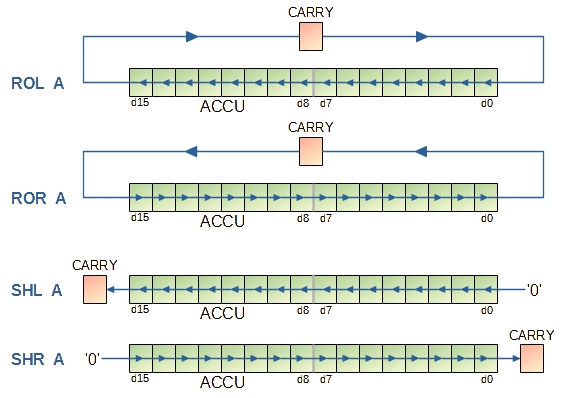 CARRY
ROL A
d15 ACCU d8 d7 d0
CARRY
ROR A
d15 ACCU d8 d7 d0
CARRY
SHL A '0'
d15 ACCU d8 d7 d0
CARRY
SHR A '0'
d15 ACCU d8 d7 d0